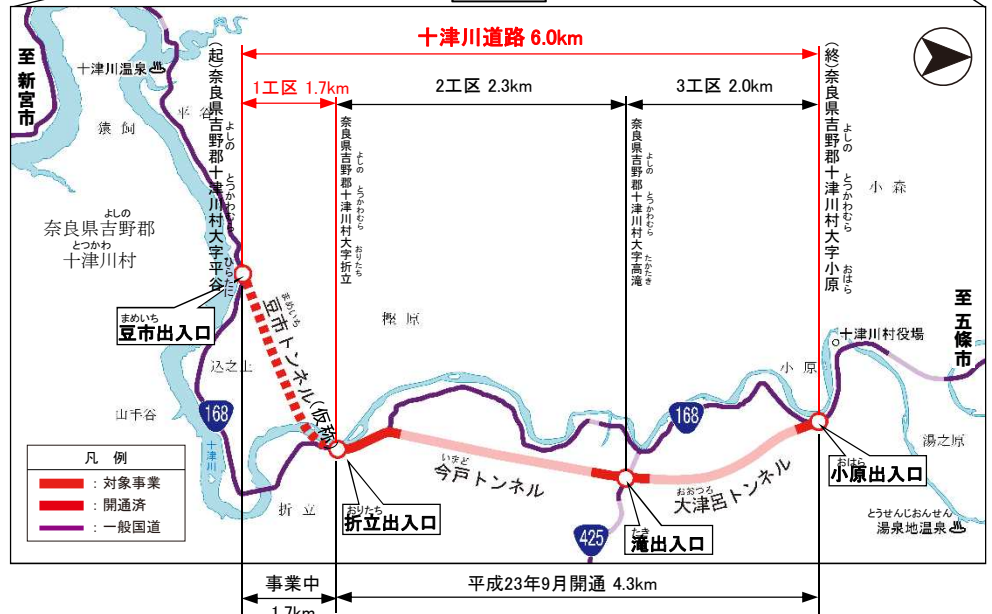 十津川道路 6.0km
1工区 1.7km
2工区 2.3km
3工区 2.0km
至 新宮市
十津川温泉
平谷
猿飼
よしの
奈良県吉野郡
とつかわ
十津川村
(起)奈良県吉野郡十津川村大字平谷
よしの とつかわむら ひらたに
奈良県吉野郡十津川村大字折立
よしの とつかわむら おりたち
奈良県吉野郡十津川村大字高滝
よしの とつかわむら たかたき
(終)奈良県吉野郡十津川村大字小原
よしの とつかわむら おはら
小森
至 五條市
まめいち
豆市出入口
まめいち
豆市トンネル(仮称)
樫原
込之上
山手谷
168
十津川
十津川村役場
小原
168
湯之原
おはら
小原出入口
いまど
今戸トンネル
おおつろ
大津呂トンネル
おりたち
折立出入口
折立
425
たき
滝出入口
とうせんじおんせん
湯泉地温泉
凡 例
:対象事業
:開通済
:一般国道
事業中
1.7km
平成23年9月開通 4.3km